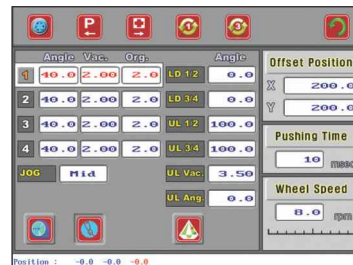 P
1
3
Angle Vac. Org. Angle
1 40.0 2.00 2.0 LD 1/2 0.0
2 40.0 2.00 2.0 LD 3/4 0.0
3 40.0 2.00 2.0 UL 1/2 100.0
4 40.0 2.00 2.0 UL 3/4 100.0
JOG Mid UL Vac. 3.50
UL Ang. 0.0
Offset Position
X 200.0
Y 200.0
Pushing Time
10 msec
Wheel Speed
8.0 rpm
Position : -0.0 -0.0 -0.0